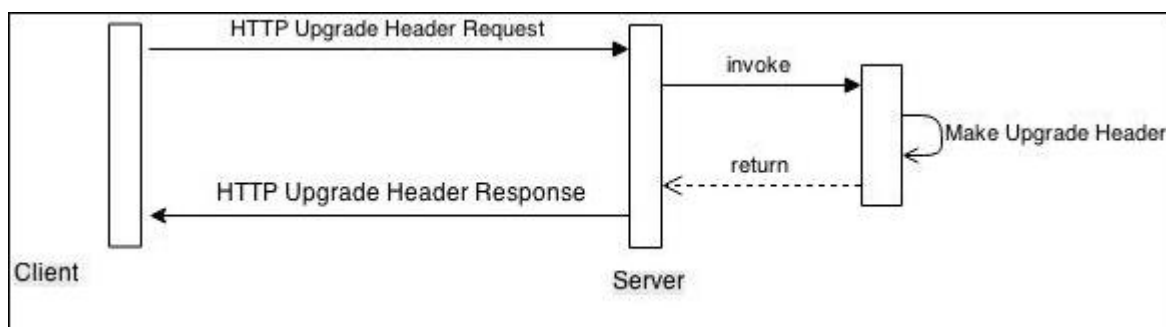 HTTP Upgrade Header Request
invoke
Make Upgrade Header
return
HTTP Upgrade Header Response
Client
Server